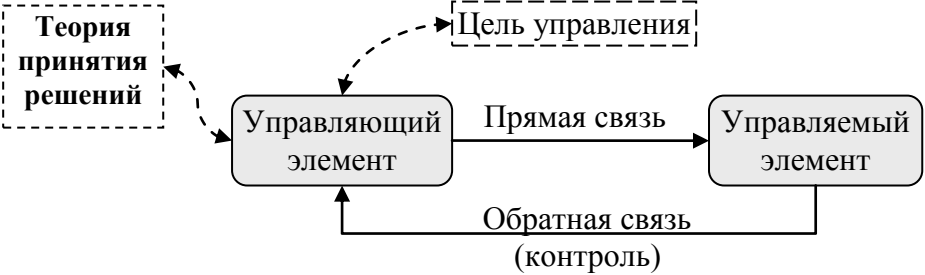 Теория
принятия
решений
Цель управления
Управляющий
элемент
Прямая связь
Управляемый
элемент
Обратная связь
(контроль)